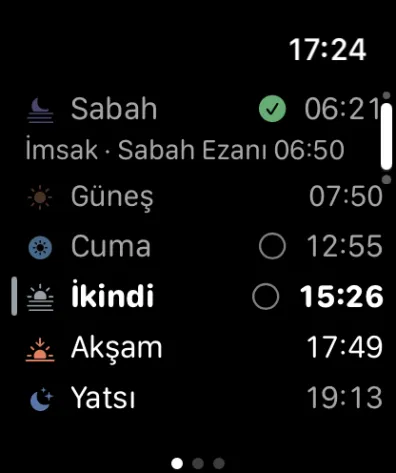 17:24
Sabah 06:21
İmsak · Sabah Ezanı 06:50
Güneş 07:50
Cuma 12:55
İkindi 15:26
Akşam 17:49
Yatsı 19:13